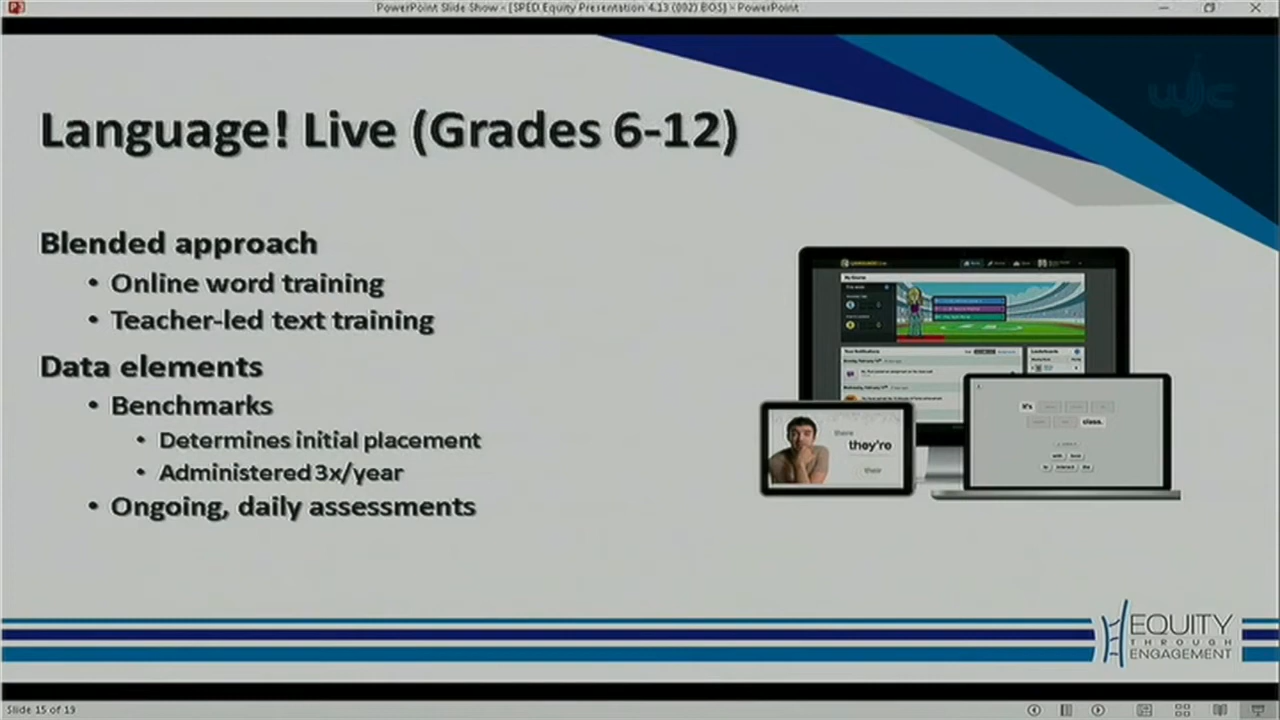 PowerPoint Slide Show - [SPED Equity Presentation 4.13 (002) BOS] - PowerPoint
wjc
Language! Live (Grades 6-12)
Blended approach
• Online word training
• Teacher-led text training
Data elements
• Benchmarks
• Determines initial placement
• Administered 3x/year
• Ongoing, daily assessments
there
they're
their
it's
class.
EQUITY
THROUGH
ENGAGEMENT
Slide 15 of 19